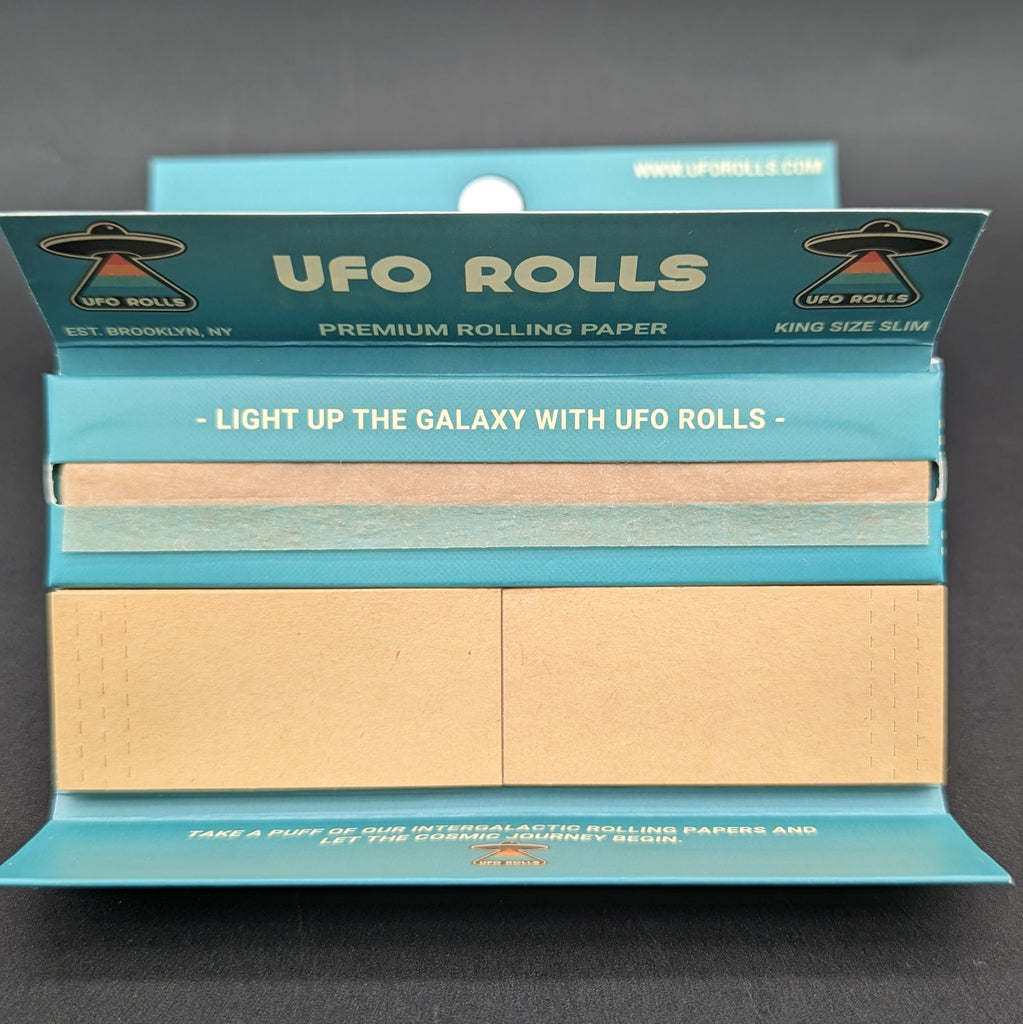 WWW.UFOROLLS.COM
UFO ROLLS
UFO ROLLS
UFO ROLLS
EST. BROOKLYN, NY
PREMIUM ROLLING PAPER
KING SIZE SLIM
- LIGHT UP THE GALAXY WITH UFO ROLLS -
TAKE A PUFF OF OUR INTERGALACTIC ROLLING PAPERS AND
LET THE COSMIC JOURNEY BEGIN.
UFO ROLLS